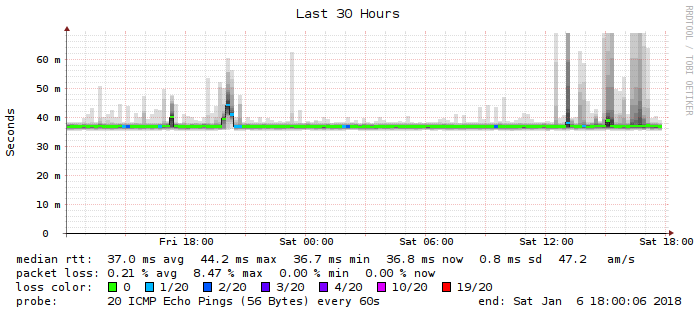 Last 30 Hours
RRDTOOL / TOBI OETIKER
Seconds
60 m
50 m
40 m
30 m
20 m
10 m
0
Fri 18:00 Sat 00:00 Sat 06:00 Sat 12:00 Sat 18:00
median rtt: 37.0 ms avg 44.2 ms max 36.7 ms min 36.8 ms now 0.8 ms sd 47.2 am/s
packet loss: 0.21 % avg 8.47 % max 0.00 % min 0.00 % now
loss color: 0 1/20 2/20 3/20 4/20 10/20 19/20
probe: 20 ICMP Echo Pings (56 Bytes) every 60s end: Sat Jan 6 18:00:06 2018